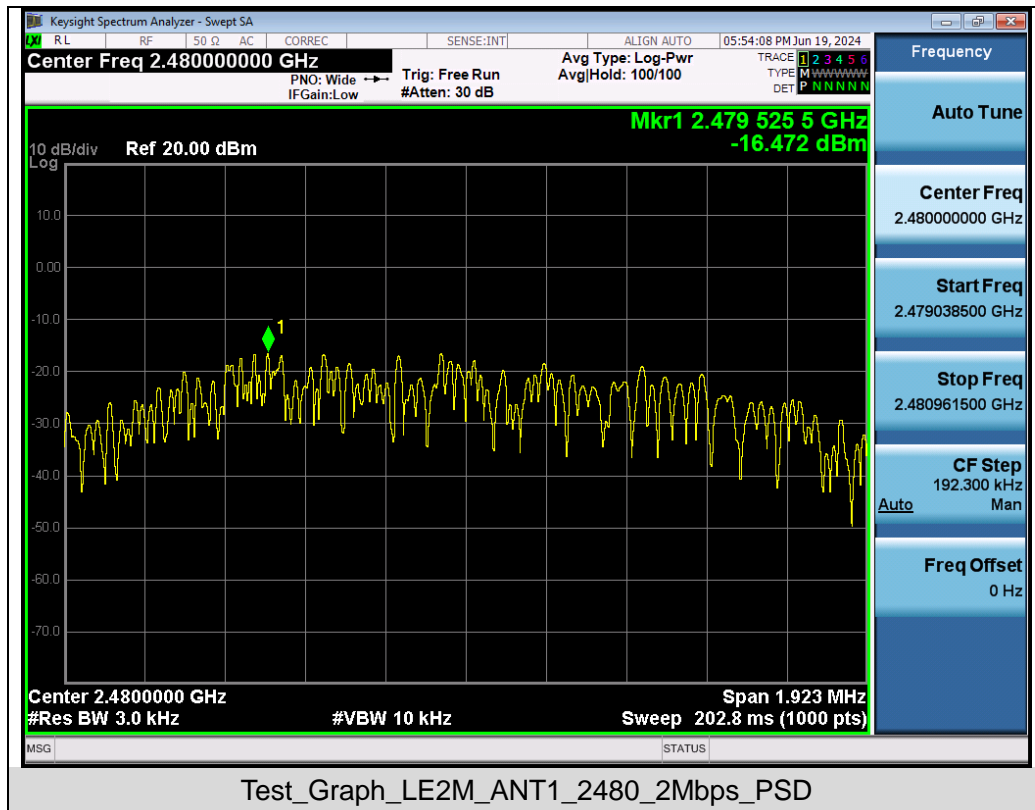 Keysight Spectrum Analyzer - Swept SA
LXI RL RF 50 Ω AC CORREC SENSE:INT ALIGN AUTO 05:54:08 PM Jun 19, 2024
Center Freq 2.480000000 GHz
PNO: Wide
IFGain:Low
Trig: Free Run
#Atten: 30 dB
Avg Type: Log-Pwr
Avg|Hold: 100/100
TRACE 1 2 3 4 5 6
TYPE M WWWWW
DET P N N N N N
Mkr1 2.479 525 5 GHz
-16.472 dBm
10 dB/div Ref 20.00 dBm
Log
10.0
0.00
-10.0
-20.0
-30.0
-40.0
-50.0
-60.0
-70.0
1
Center 2.4800000 GHz Span 1.923 MHz
#Res BW 3.0 kHz #VBW 10 kHz Sweep 202.8 ms (1000 pts)
MSG STATUS
Frequency
Auto Tune
Center Freq
2.480000000 GHz
Start Freq
2.479038500 GHz
Stop Freq
2.480961500 GHz
CF Step
192.300 kHz
Auto Man
Freq Offset
0 Hz
Test_Graph_LE2M_ANT1_2480_2Mbps_PSD